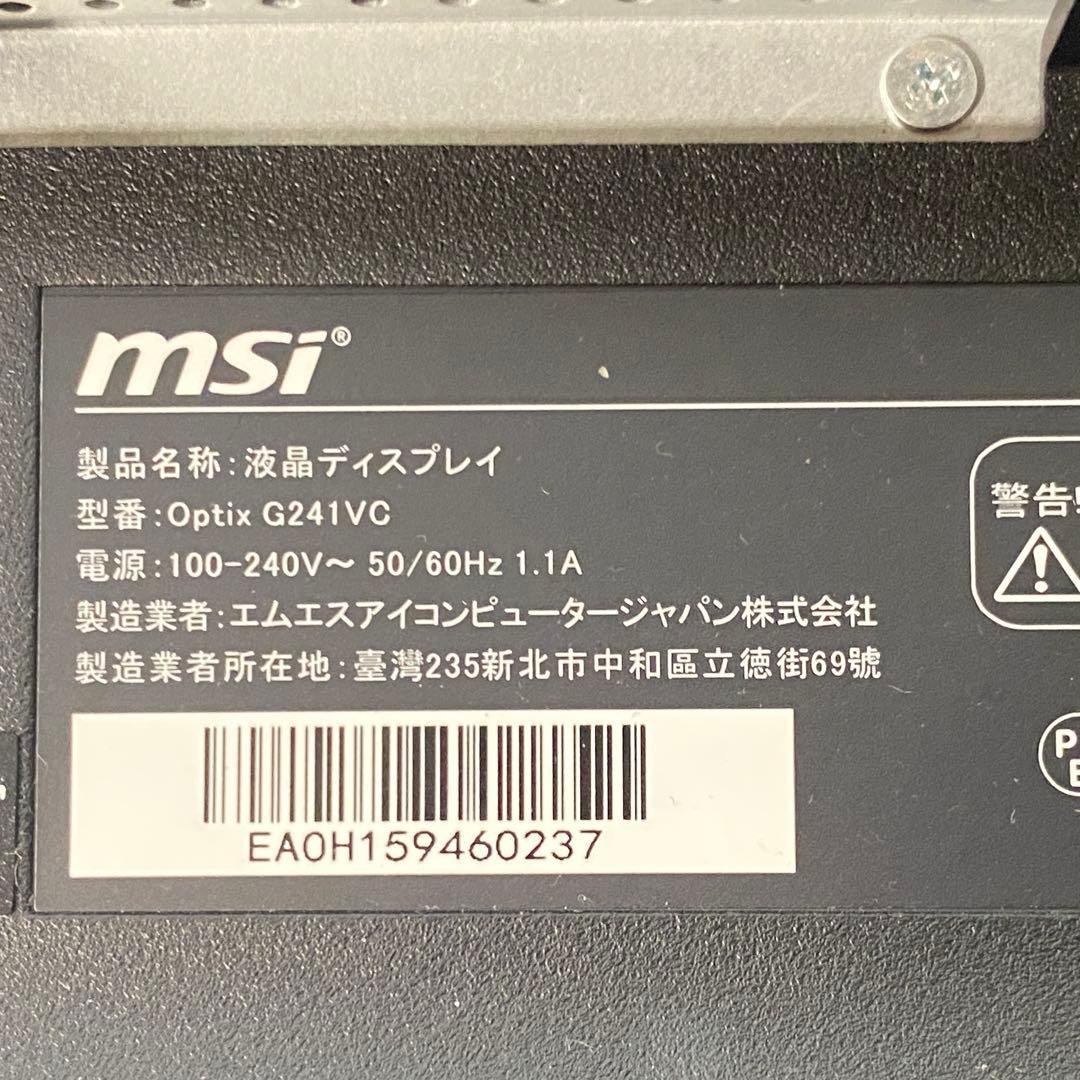 msi®
製品名称:液晶ディスプレイ
型番:Optix G241VC
電源:100-240V～ 50/60Hz 1.1A
製造業者:エムエスアイコンピュータージャパン株式会社
製造業者所在地:臺灣235新北市中和區立徳街69號
警告
EA0H159460237